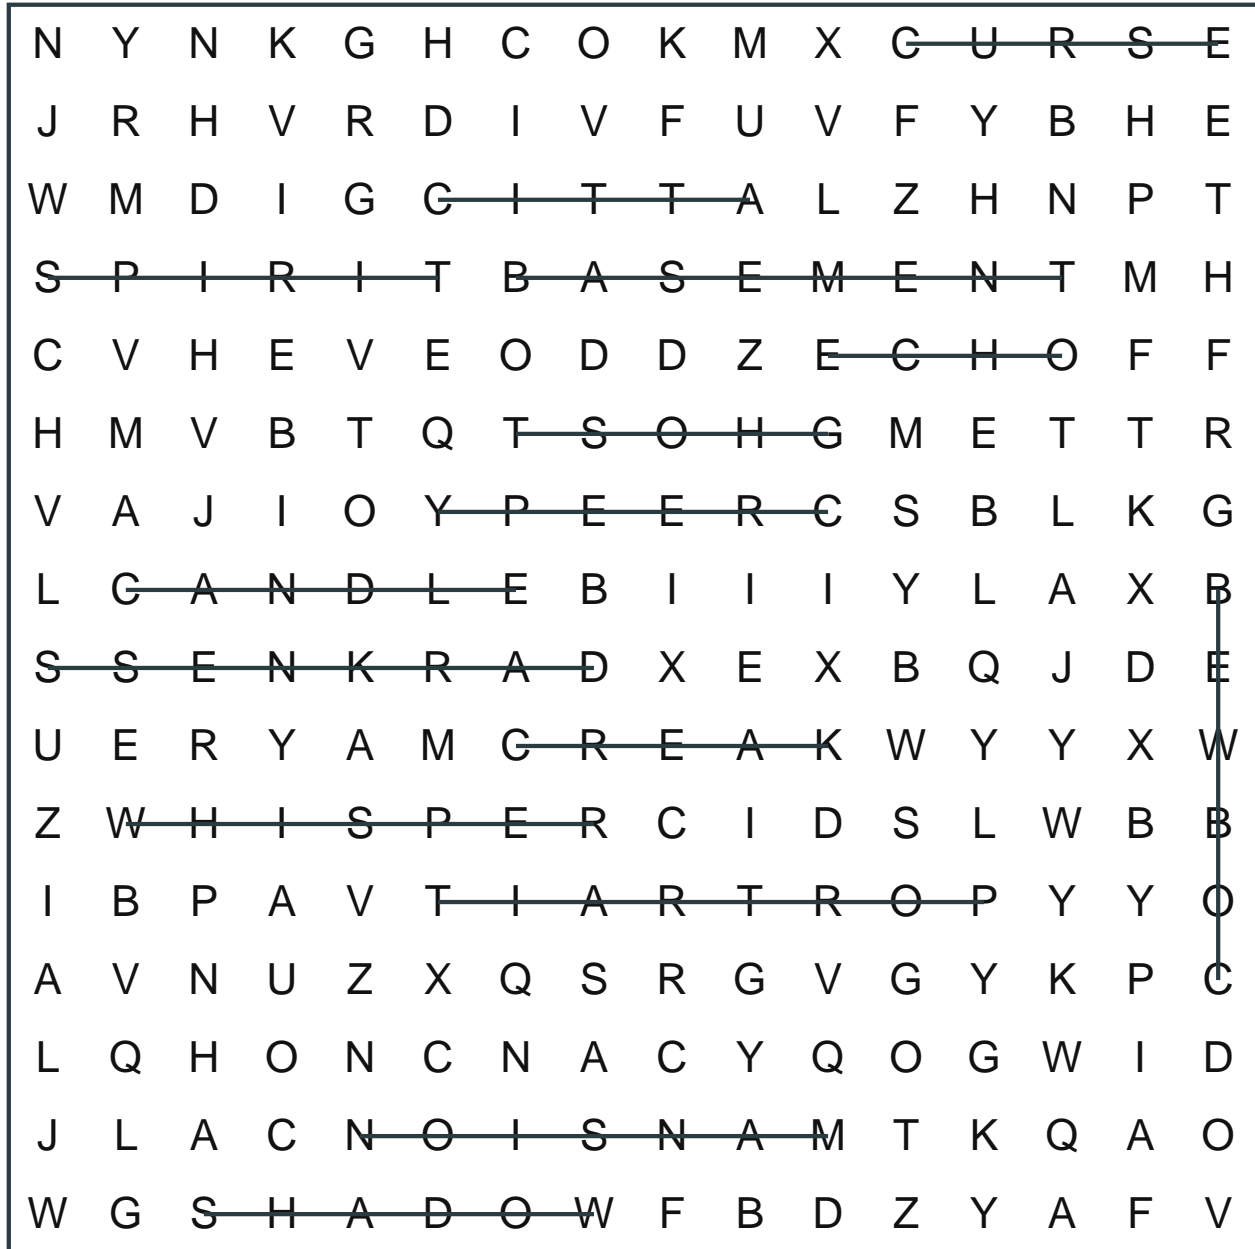 N Y N K G H C O K M X C U R S E
J R H V R D I V F U V F Y B H E
W M D I G C I T T A L Z H N P T
S P I R I T B A S E M E N T M H
C V H E V E O D D Z E C H O F F
H M V B T Q T S O H G M E T T R
V A J I O Y P E E R C S B L K G
L C A N D L E B I I I Y L A X B
S S E N K R A D X E X B Q J D E
U E R Y A M C R E A K W Y Y X W
Z W H I S P E R C I D S L W B B
I B P A V T I A R T R O P Y Y O
A V N U Z X Q S R G V G Y K P C
L Q H O N C N A C Y Q O G W I D
J L A C N O I S N A M T K Q A O
W G S H A D O W F B D Z Y A F V